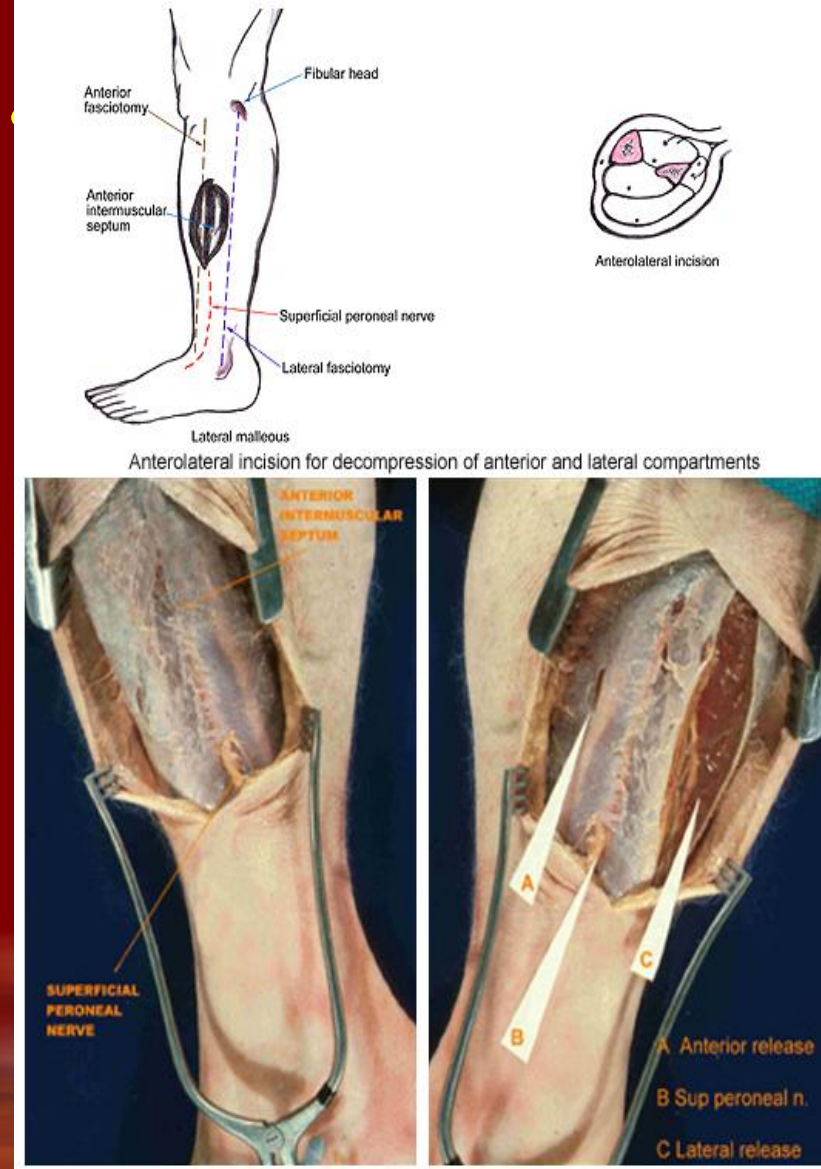 Fibular head
Anterior
fasciotomy
Anterior
intermuscular
septum
Anterolateral incision
Superficial peroneal nerve
Lateral fasciotomy
Lateral malleous
Anterolateral incision for decompression of anterior and lateral compartments
ANTERIOR
INTERMUSCULAR
SEPTUM
SUPERFICIAL
PERONEAL
NERVE
A
B
C
A Anterior release
B Sup peroneal n.
C Lateral release